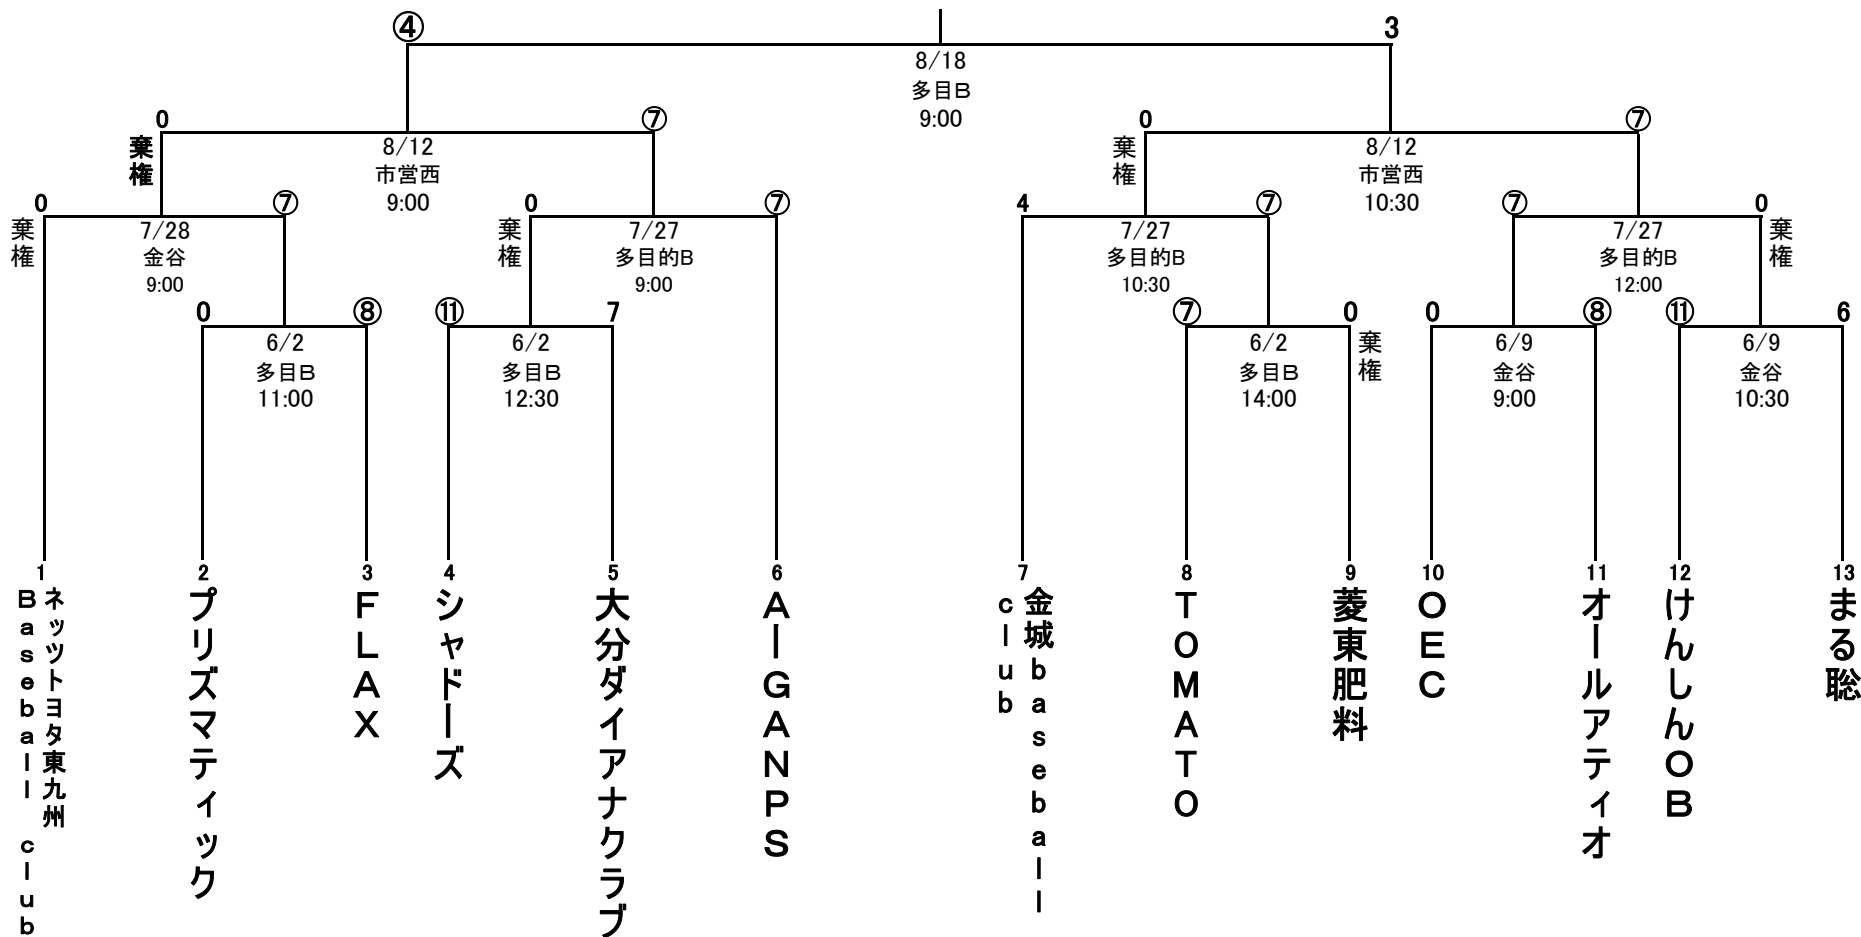 ④
3
8/18
多目B
9:00
0
⑦
棄権
8/12
市営西
9:00
0
⑦
棄権
8/12
市営西
10:30
0
⑦
棄権
7/28
金谷
9:00
0
⑦
棄権
7/27
多目的B
9:00
4
⑦
7/27
多目的B
10:30
⑦
0
棄権
7/27
多目的B
12:00
0
⑧
6/2
多目B
11:00
⑪
7
6/2
多目B
12:30
⑦
0
棄権
6/2
多目B
14:00
0
⑧
6/9
金谷
9:00
⑪
6
6/9
金谷
10:30
1
ネッツトヨタ東九州
Baseball club
2
プリズマティック
3
FLAX
4
シャドーズ
5
大分ダイアナクラブ
6
A－GANPS
7
金城baseball
club
8
TOMATO
9
菱東肥料
10
OEC
11
オールアティオ
12
けんしんOB
13
まる聡